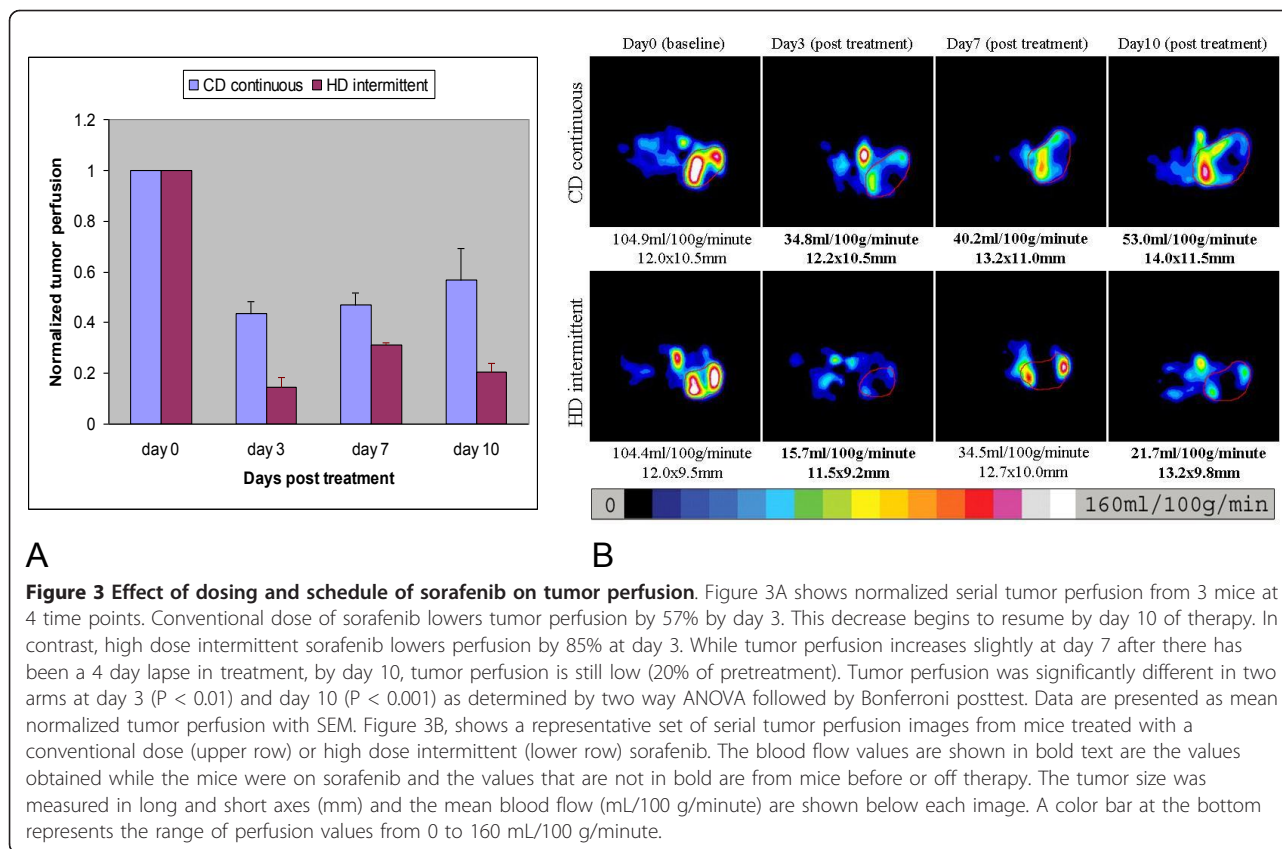 CD continuous HD intermittent
1.2
1
0.8
0.6
0.4
0.2
0
Normalized tumor perfusion
day 0 day 3 day 7 day 10
Days post treatment
A
Day0 (baseline) Day3 (post treatment) Day7 (post treatment) Day10 (post treatment)
CD continuous
104.9ml/100g/minute 34.8ml/100g/minute 40.2ml/100g/minute 53.0ml/100g/minute
12.0x10.5mm 12.2x10.5mm 13.2x11.0mm 14.0x11.5mm
HD intermittent
104.4ml/100g/minute 15.7ml/100g/minute 34.5ml/100g/minute 21.7ml/100g/minute
12.0x9.5mm 11.5x9.2mm 12.7x10.0mm 13.2x9.8mm
0 160ml/100g/min
B
Figure 3 Effect of dosing and schedule of sorafenib on tumor perfusion. Figure 3A shows normalized serial tumor perfusion from 3 mice at
4 time points. Conventional dose of sorafenib lowers tumor perfusion by 57% by day 3. This decrease begins to resume by day 10 of therapy. In
contrast, high dose intermittent sorafenib lowers perfusion by 85% at day 3. While tumor perfusion increases slightly at day 7 after there has
been a 4 day lapse in treatment, by day 10, tumor perfusion is still low (20% of pretreatment). Tumor perfusion was significantly different in two
arms at day 3 (P < 0.01) and day 10 (P < 0.001) as determined by two way ANOVA followed by Bonferroni posttest. Data are presented as mean
normalized tumor perfusion with SEM. Figure 3B, shows a representative set of serial tumor perfusion images from mice treated with a
conventional dose (upper row) or high dose intermittent (lower row) sorafenib. The blood flow values are shown in bold text are the values
obtained while the mice were on sorafenib and the values that are not in bold are from mice before or off therapy. The tumor size was
measured in long and short axes (mm) and the mean blood flow (mL/100 g/minute) are shown below each image. A color bar at the bottom
represents the range of perfusion values from 0 to 160 mL/100 g/minute.